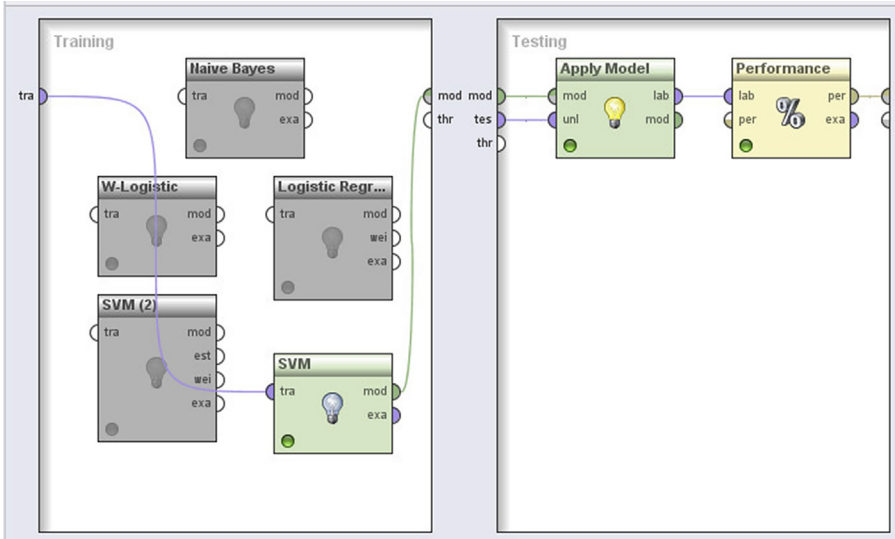 Training
Testing
Naive Bayes
Apply Model
Performance
tra
tra
mod
mod
mod
mod
lab
lab
per
exa
thr
tes
unl
mod
per
exa
thr
W-Logistic
Logistic Regr...
tra
mod
tra
mod
exa
wei
exa
SVM (2)
tra
mod
est
SVM
wei
tra
mod
exa
exa